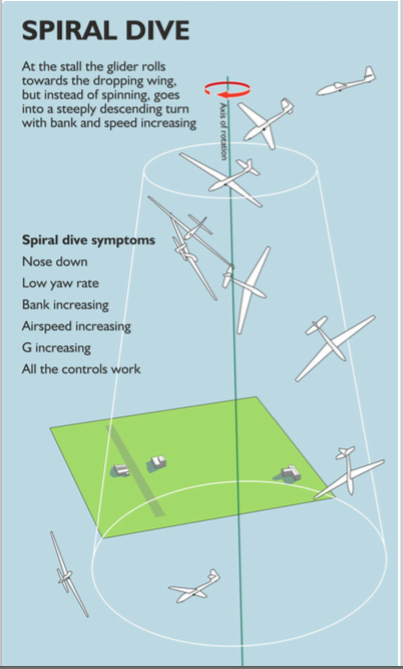 SPIRAL DIVE
At the stall the glider rolls
towards the dropping wing,
but instead of spinning, goes
into a steeply descending turn
with bank and speed increasing
Axis of rotation
Spiral dive symptoms
Nose down
Low yaw rate
Bank increasing
Airspeed increasing
G increasing
All the controls work